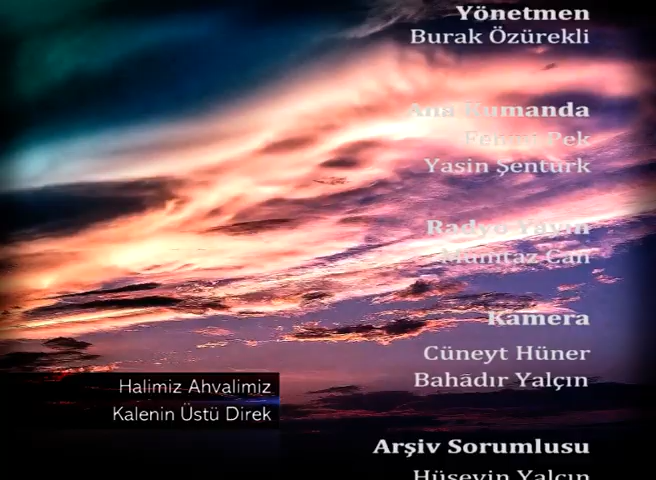 Yönetmen
Burak Özürekli
Ana Kumanda
Pek
Yasin Şentürk
Radyo Yayın
Mümtaz Can
Kamera
Cüneyt Hüner
Bahādır Yalçın
Halimiz Ahvalimiz
Kalenin Üstü Direk
Arşiv Sorumlusu
Hüseyin Yalçın